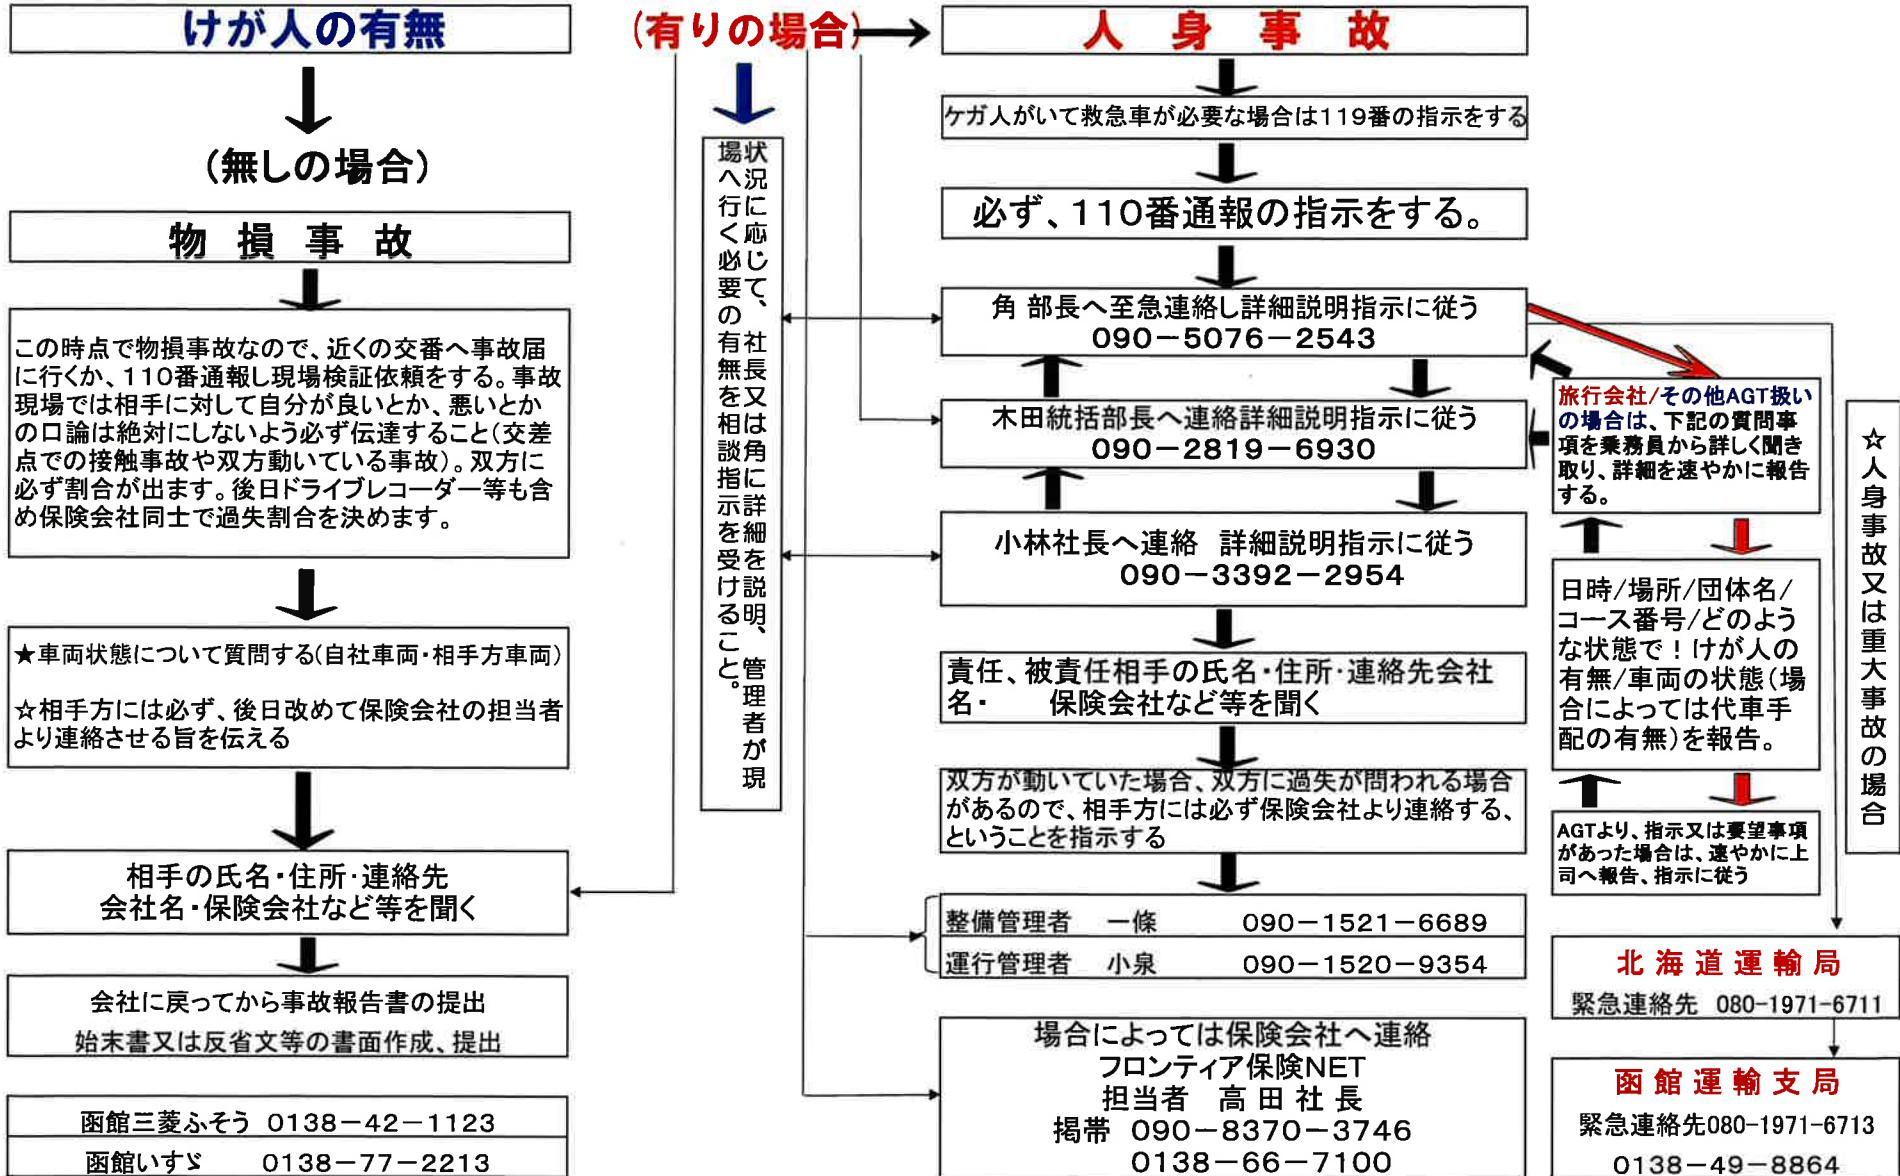 けが人の有無
(無しの場合)
物 損 事 故
この時点で物損事故なので、近くの交番へ事故届
に行くか、110番通報し現場検証依頼をする。事故
現場では相手に対して自分が良いとか、悪いとか
の口論は絶対にしないよう必ず伝達すること(交差
点での接触事故や双方動いている事故)。双方に
必ず割合が出ます。後日ドライブレコーダー等も含
め保険会社同士で過失割合を決めます。
★車両状態について質問する(自社車両・相手方車両)
☆相手方には必ず、後日改めて保険会社の担当者
より連絡させる旨を伝える
相手の氏名・住所・連絡先
会社名・保険会社など等を聞く
会社に戻ってから事故報告書の提出
始末書又は反省文等の書面作成、提出
函館三菱ふそう 0138-42-1123
函館いすゞ 0138-77-2213
(有りの場合)
状況に応じて、社長又は角に詳細を説明、管理者が現
場へ行く必要の有無を相談指示を受けること。
人 身 事 故
ケガ人がいて救急車が必要な場合は119番の指示をする
必ず、110番通報の指示をする。
角 部長へ至急連絡し詳細説明指示に従う
090-5076-2543
木田統括部長へ連絡詳細説明指示に従う
090-2819-6930
小林社長へ連絡 詳細説明指示に従う
090-3392-2954
責任、被責任相手の氏名・住所・連絡先会社
名・ 保険会社など等を聞く
双方が動いていた場合、双方に過失が問われる場合
があるので、相手方には必ず保険会社より連絡する、
ということを指示する
整備管理者 一條 090-1521-6689
運行管理者 小泉 090-1520-9354
場合によっては保険会社へ連絡
フロンティア保険NET
担当者 高 田 社 長
掲帯 090-8370-3746
0138-66-7100
旅行会社/その他AGT扱い
の場合は、下記の質問事
項を乗務員から詳しく聞き
取り、詳細を速やかに報告
する。
日時/場所/団体名/
コース番号/どのよう
な状態で!けが人の
有無/車両の状態(場
合によっては代車手
配の有無)を報告。
AGTより、指示又は要望事項
があった場合は、速やかに上
司へ報告、指示に従う
☆人身事故又は重大事故の場合
北 海 道 運 輸 局
緊急連絡先 080-1971-6711
函 館 運 輸 支 局
緊急連絡先080-1971-6713
0138-49-8864